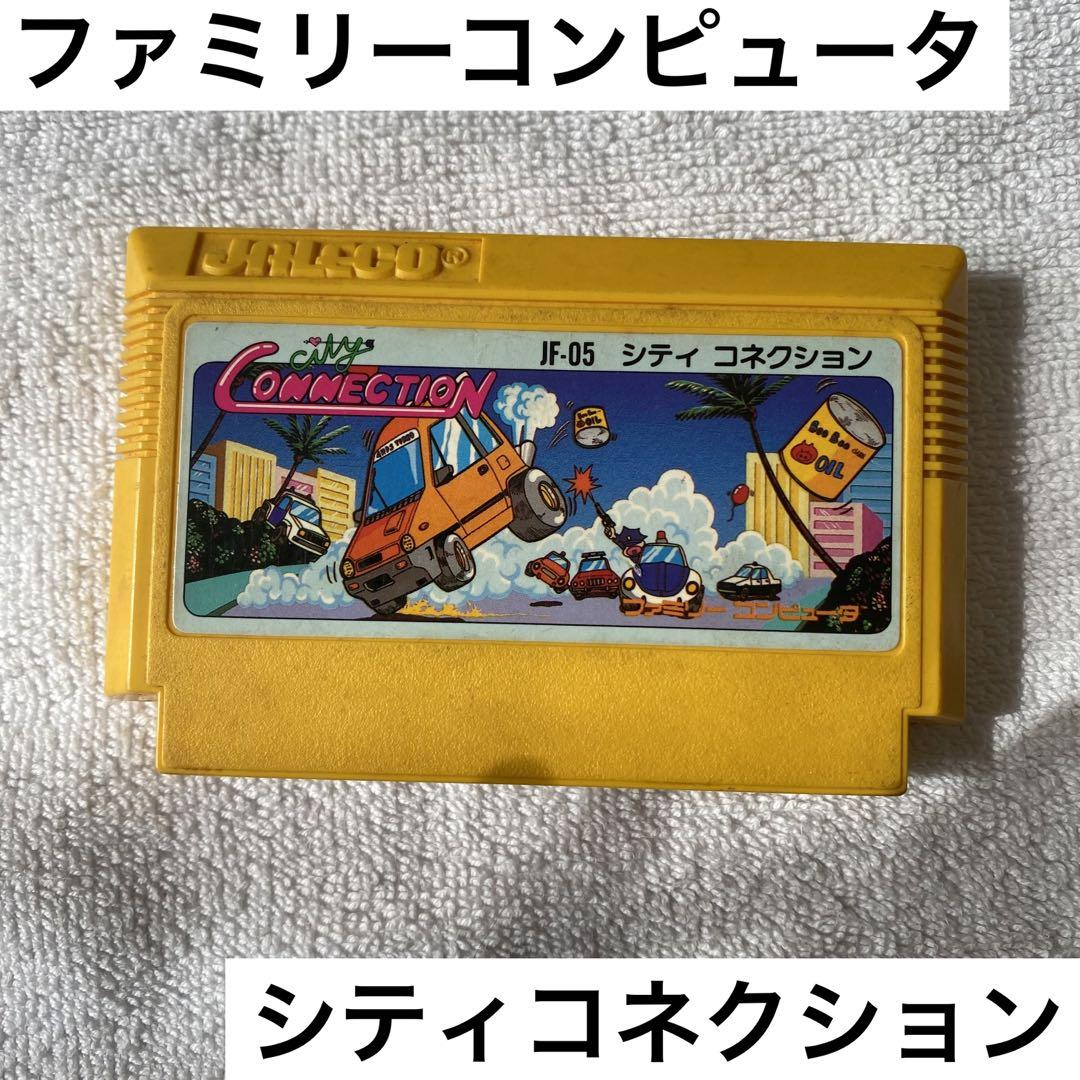 ファミリーコンピュータ
JALECO®
city
CONNECTION
JF-05 シティ コネクション
OIL
OIL
ファミリー コンピュータ
シティコネクション